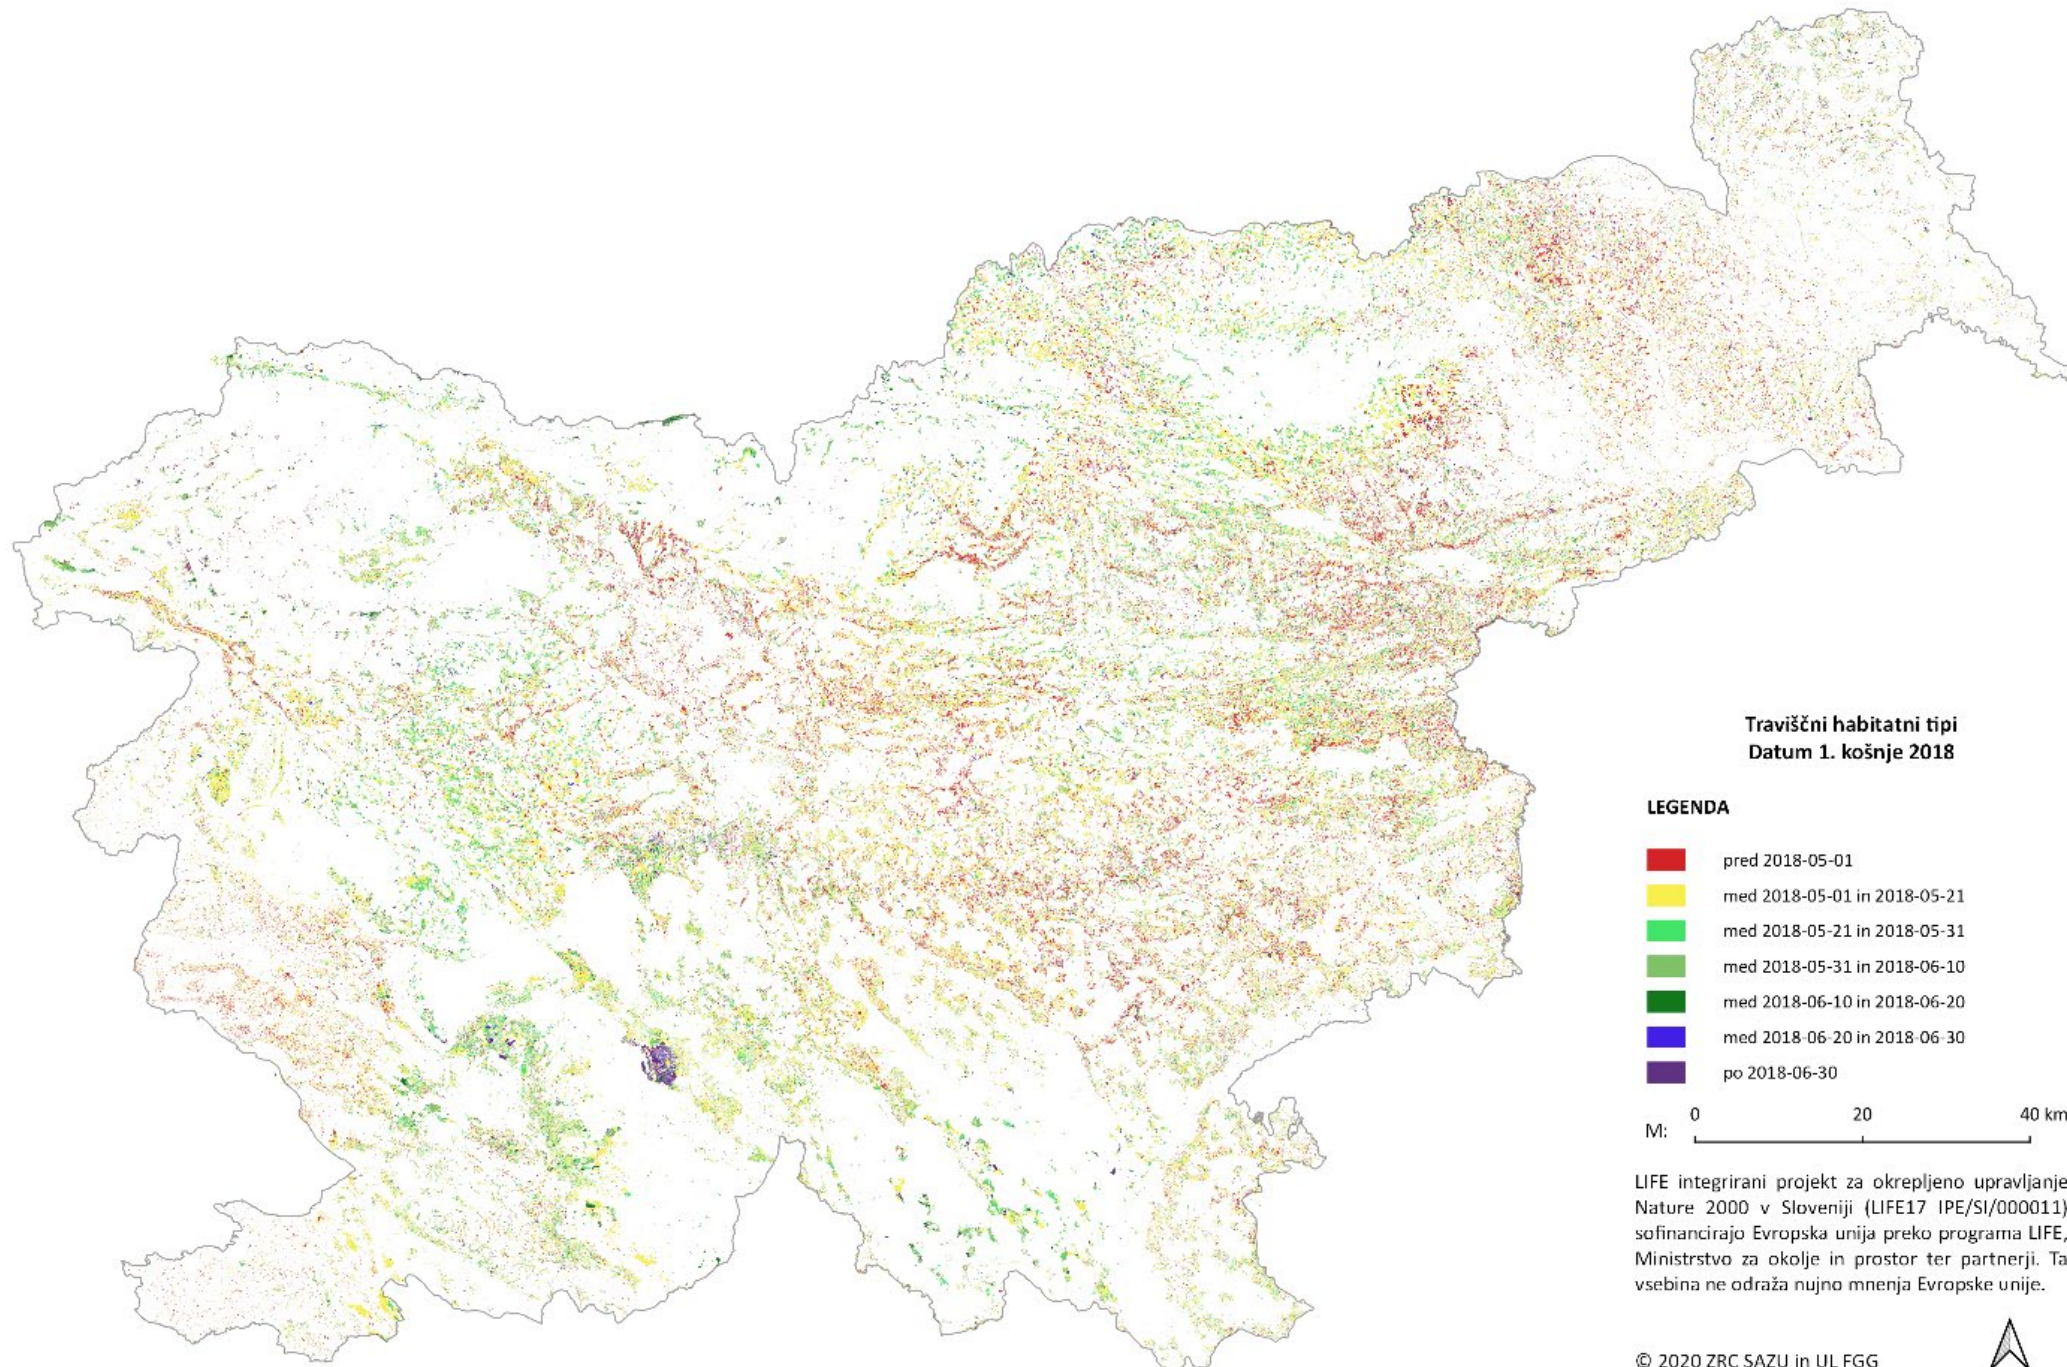 Traviščni habitatni tipi
Datum 1. košnje 2018
LEGENDA
pred 2018-05-01
med 2018-05-01 in 2018-05-21
med 2018-05-21 in 2018-05-31
med 2018-05-31 in 2018-06-10
med 2018-06-10 in 2018-06-20
med 2018-06-20 in 2018-06-30
po 2018-06-30
0 20 40 km
M:
LIFE integrirani projekt za okrepljeno upravljanje
Nature 2000 v Sloveniji (LIFE17 IPE/SI/000011)
sofinancirajo Evropska unija preko programa LIFE,
Ministrstvo za okolje in prostor ter partnerji. Ta
vsebina ne odraža nujno mnenja Evropske unije.
© 2020 ZRC SAZU in UL FGG